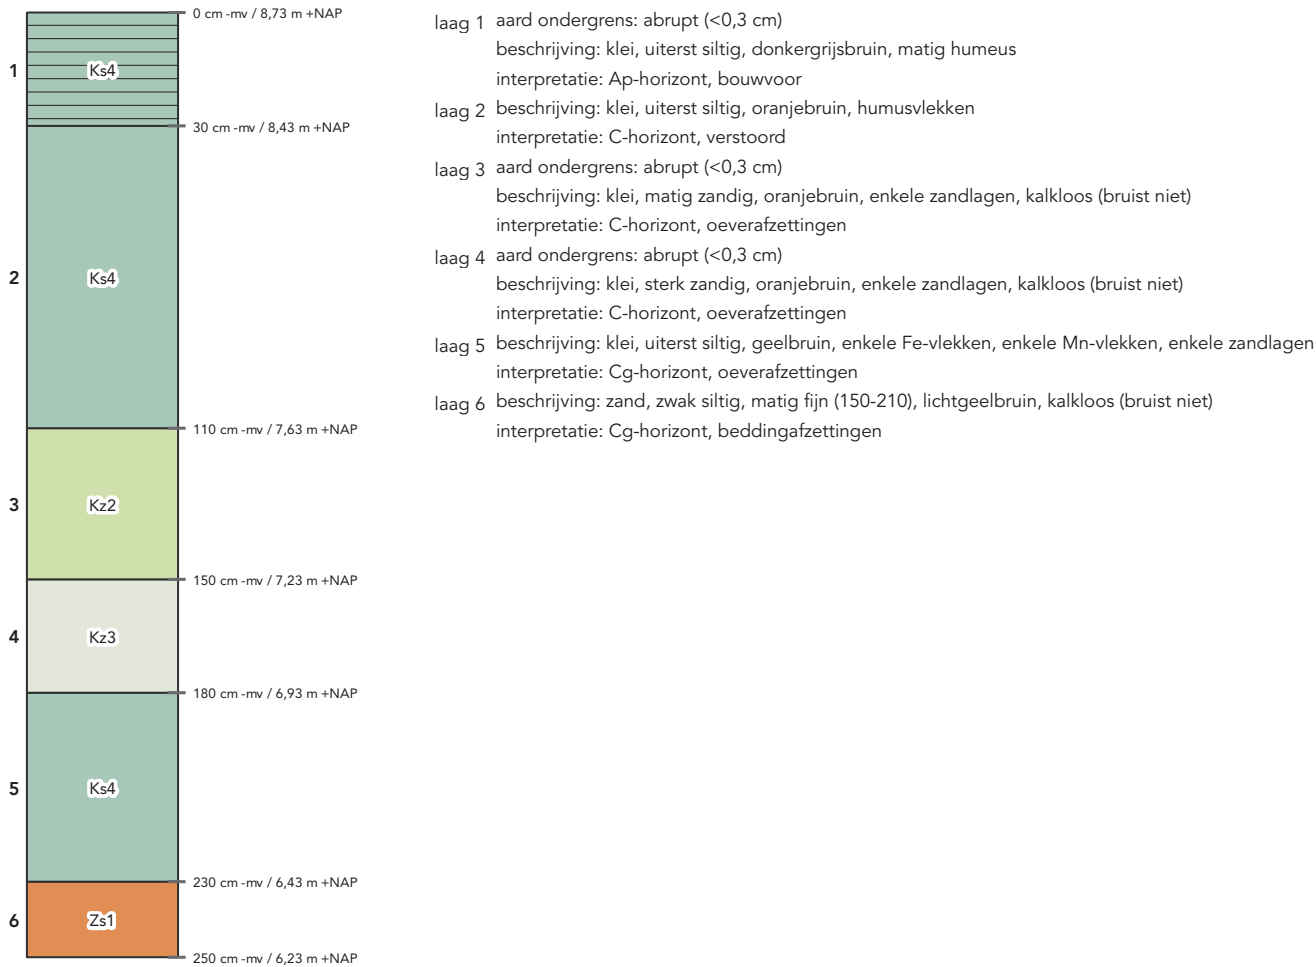 0 cm -mv / 8,73 m +NAP
1
Ks4
30 cm -mv / 8,43 m +NAP
2
Ks4
110 cm -mv / 7,63 m +NAP
3
Kz2
150 cm -mv / 7,23 m +NAP
4
Kz3
180 cm -mv / 6,93 m +NAP
5
Ks4
230 cm -mv / 6,43 m +NAP
6
Zs1
250 cm -mv / 6,23 m +NAP
laag 1 aard ondergrens: abrupt (<0,3 cm)
beschrijving: klei, uiterst siltig, donkergrijsbruin, matig humeus
interpretatie: Ap-horizont, bouwvoor
laag 2 beschrijving: klei, uiterst siltig, oranjebruin, humusvlekken
interpretatie: C-horizont, verstoord
laag 3 aard ondergrens: abrupt (<0,3 cm)
beschrijving: klei, matig zandig, oranjebruin, enkele zandlagen, kalkloos (bruist niet)
interpretatie: C-horizont, oeverafzettingen
laag 4 aard ondergrens: abrupt (<0,3 cm)
beschrijving: klei, sterk zandig, oranjebruin, enkele zandlagen, kalkloos (bruist niet)
interpretatie: C-horizont, oeverafzettingen
laag 5 beschrijving: klei, uiterst siltig, geelbruin, enkele Fe-vlekken, enkele Mn-vlekken, enkele zandlagen
interpretatie: Cg-horizont, oeverafzettingen
laag 6 beschrijving: zand, zwak siltig, matig fijn (150-210), lichtgeelbruin, kalkloos (bruist niet)
interpretatie: Cg-horizont, beddingafzettingen